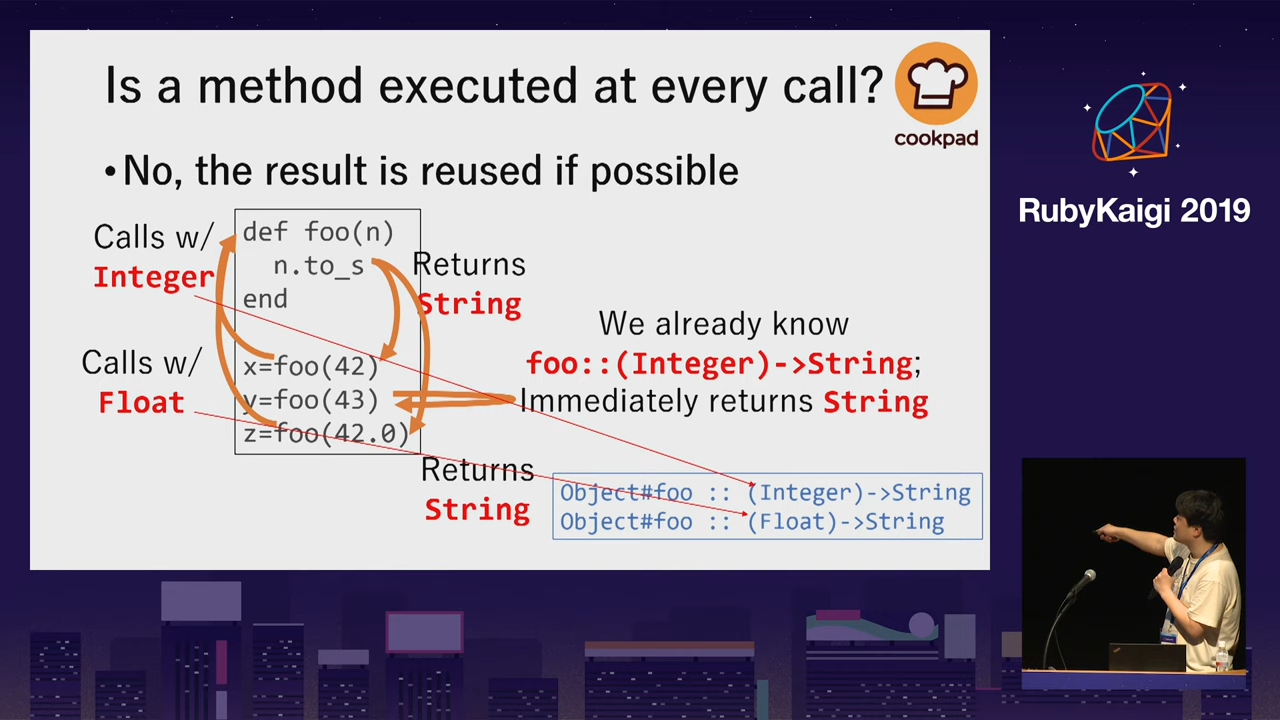 Is a method executed at every call?
cookpad
•No, the result is reused if possible
Calls w/
Integer
def foo(n)
n.to_s
end
Returns
String
Calls w/
Float
x=foo(42)
y=foo(43)
z=foo(42.0)
We already know
foo::(Integer)->String;
Immediately returns String
Returns
String
Object#foo :: (Integer)->String
Object#foo :: (Float)->String
RubyKaigi 2019